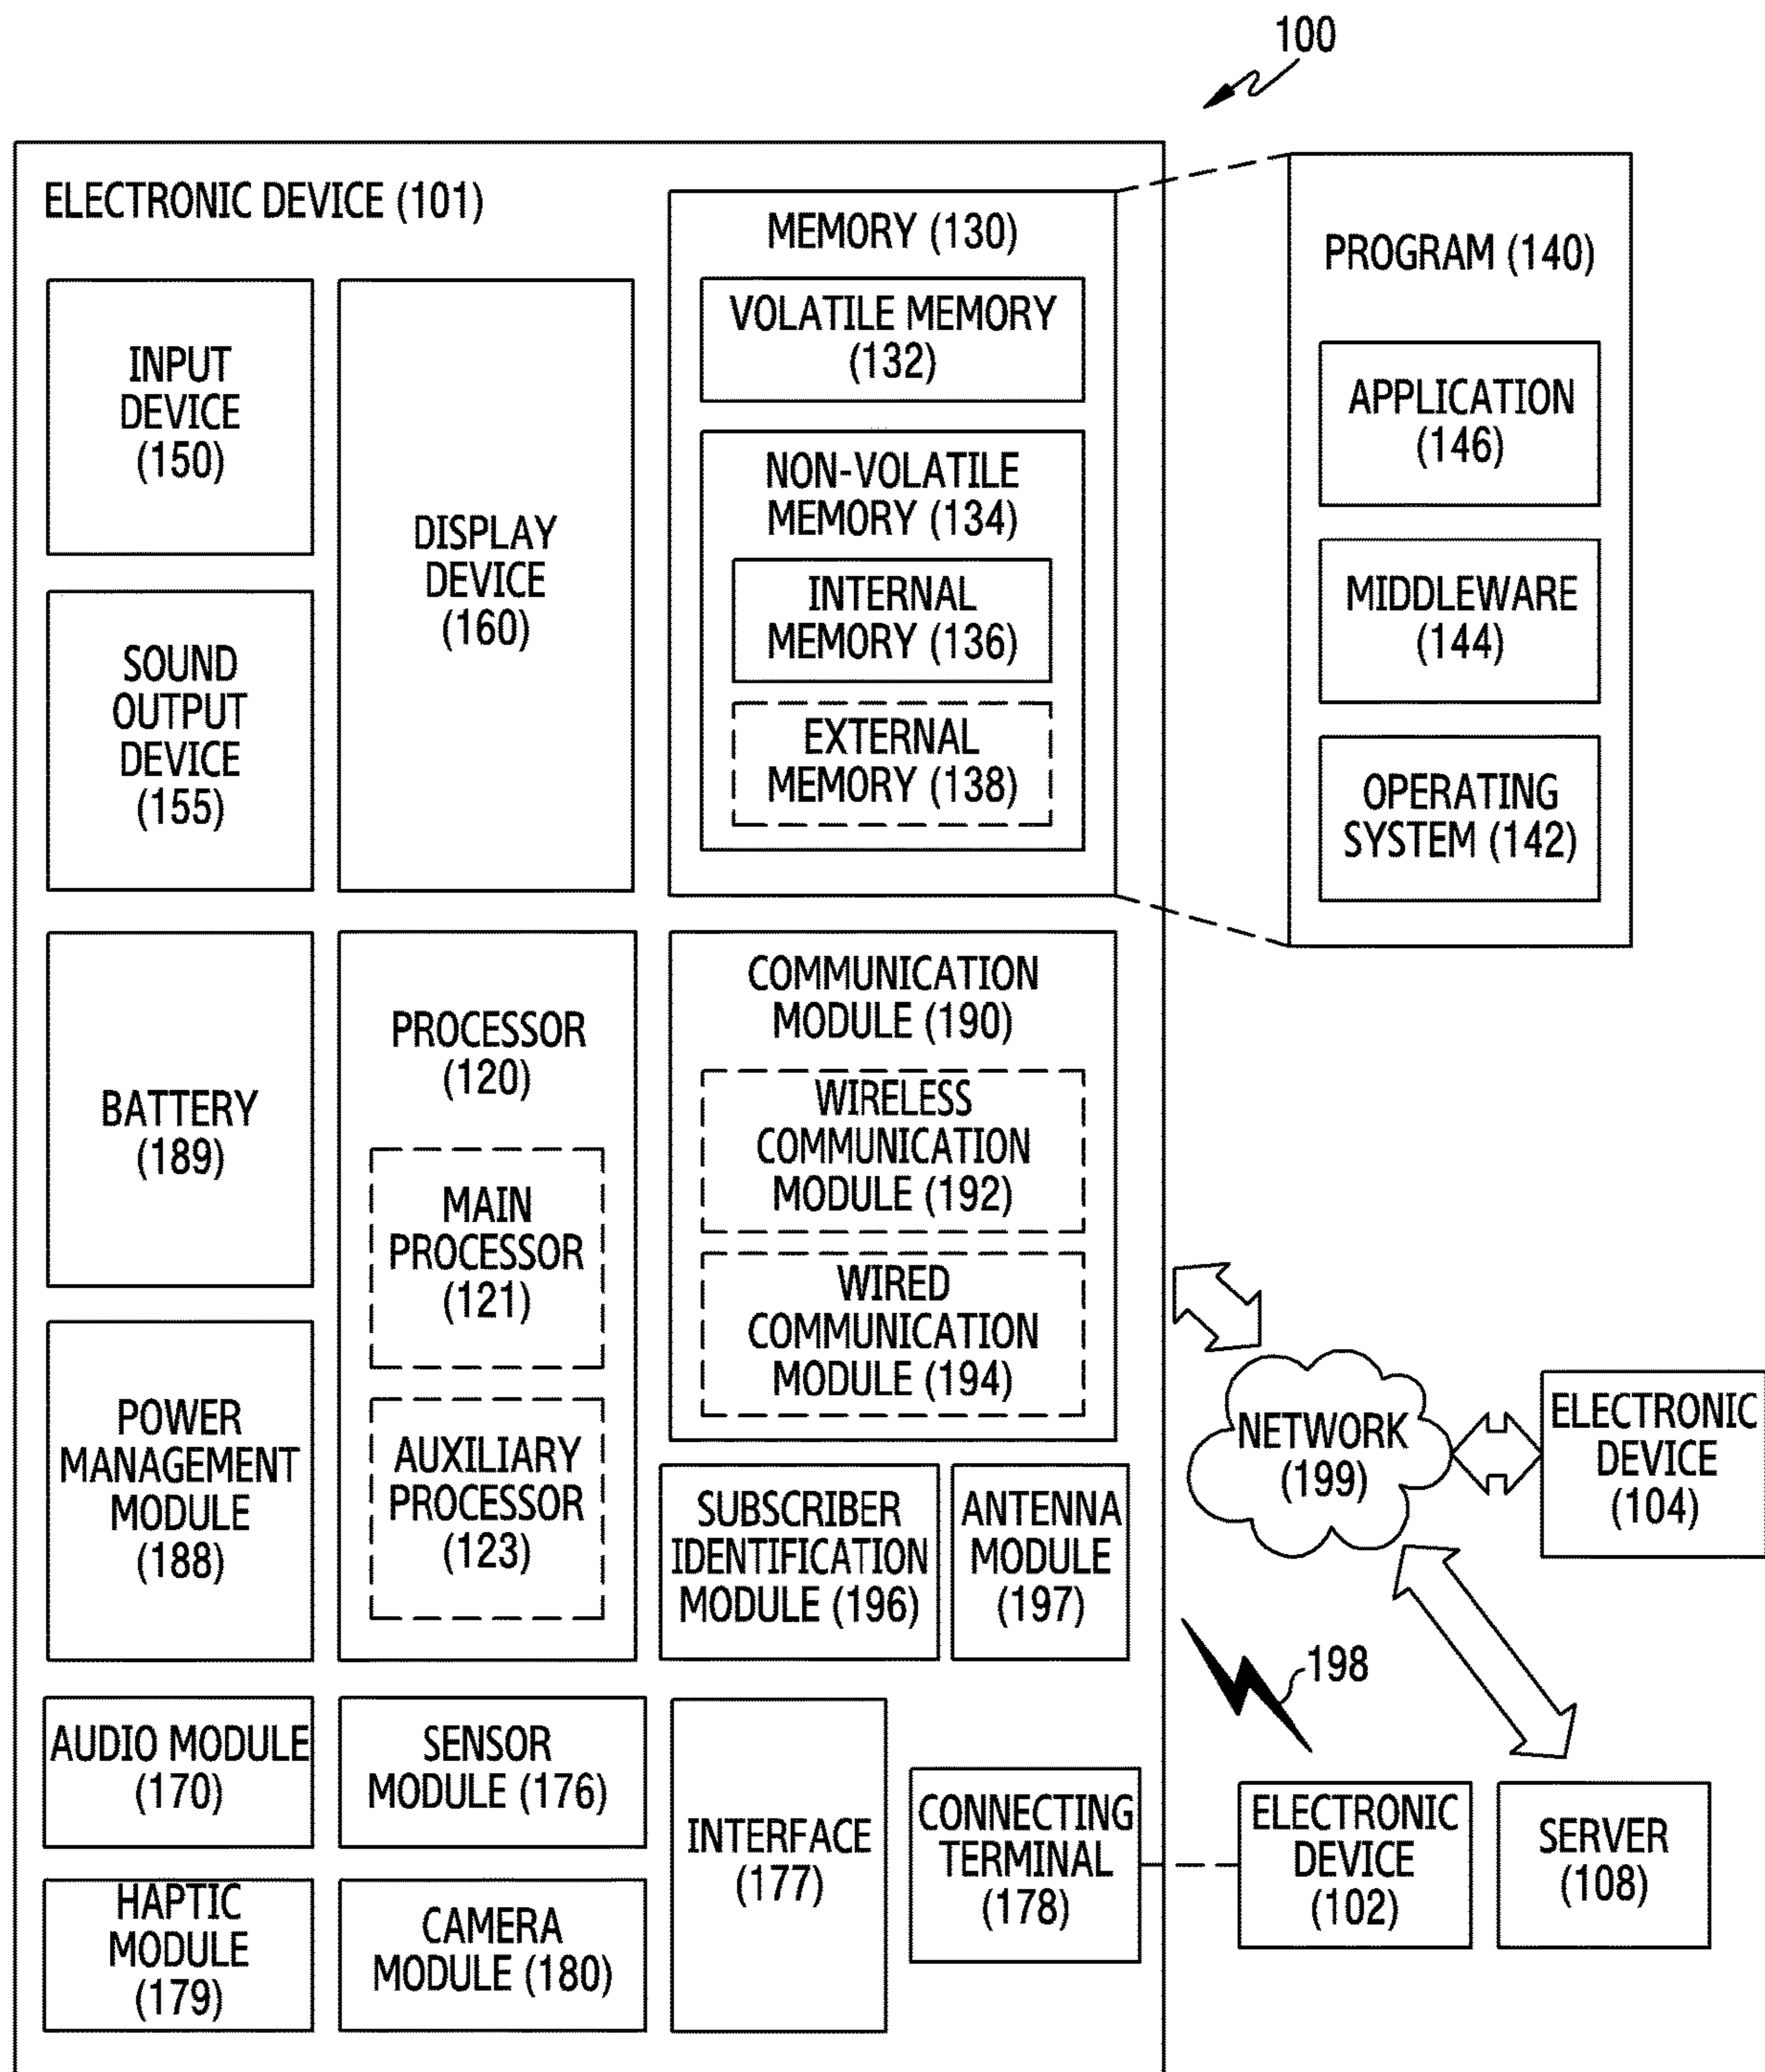 100
ELECTRONIC DEVICE (101)
INPUT
DEVICE
(150)
SOUND
OUTPUT
DEVICE
(155)
DISPLAY
DEVICE
(160)
MEMORY (130)
VOLATILE MEMORY
(132)
NON-VOLATILE
MEMORY (134)
INTERNAL
MEMORY (136)
EXTERNAL
MEMORY (138)
PROGRAM (140)
APPLICATION
(146)
MIDDLEWARE
(144)
OPERATING
SYSTEM (142)
BATTERY
(189)
POWER
MANAGEMENT
MODULE
(188)
PROCESSOR
(120)
MAIN
PROCESSOR
(121)
AUXILIARY
PROCESSOR
(123)
COMMUNICATION
MODULE (190)
WIRELESS
COMMUNICATION
MODULE (192)
WIRED
COMMUNICATION
MODULE (194)
SUBSCRIBER
IDENTIFICATION
MODULE (196)
ANTENNA
MODULE
(197)
NETWORK
(199)
ELECTRONIC
DEVICE
(104)
198
AUDIO MODULE
(170)
SENSOR
MODULE (176)
HAPTIC
MODULE
(179)
CAMERA
MODULE (180)
INTERFACE
(177)
CONNECTING
TERMINAL
(178)
ELECTRONIC
DEVICE
(102)
SERVER
(108)